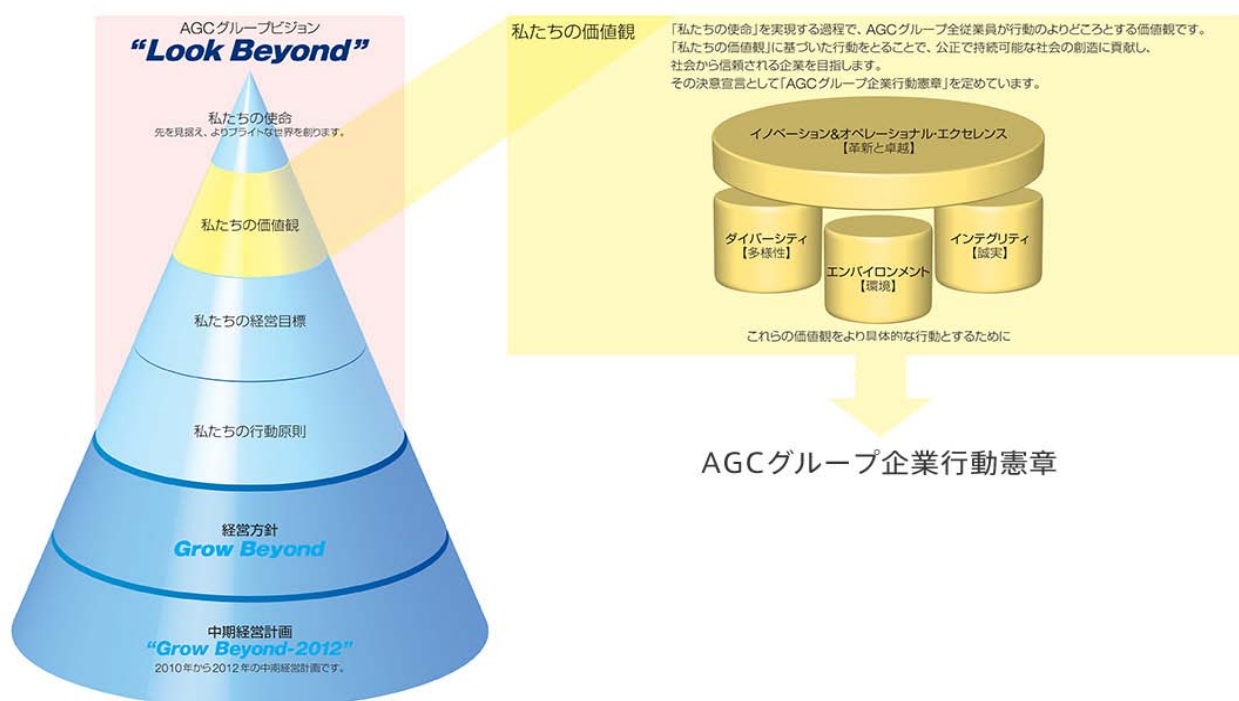 AGCグループビジョン
“Look Beyond”
私たちの使命
先を見据え、よりブライトな世界を創ります。
私たちの価値観
私たちの経営目標
私たちの行動原則
経営方針
Grow Beyond
中期経営計画
“Grow Beyond-2012”
2010年から2012年の中期経営計画です。
私たちの価値観
「私たちの使命」を実現する過程で、AGCグループ全従業員が行動のよりどころとする価値観です。
「私たちの価値観」に基づいた行動をとることで、公正で持続可能な社会の創造に貢献し、
社会から信頼される企業を目指します。
その決意宣言として「AGCグループ企業行動憲章」を定めています。
イノベーション&オペレーショナル・エクセレンス
【革新と卓越】
ダイバーシティ
【多様性】
エンバイロンメント
【環境】
インテグリティ
【誠実】
これらの価値観をより具体的な行動とするために
AGCグループ企業行動憲章